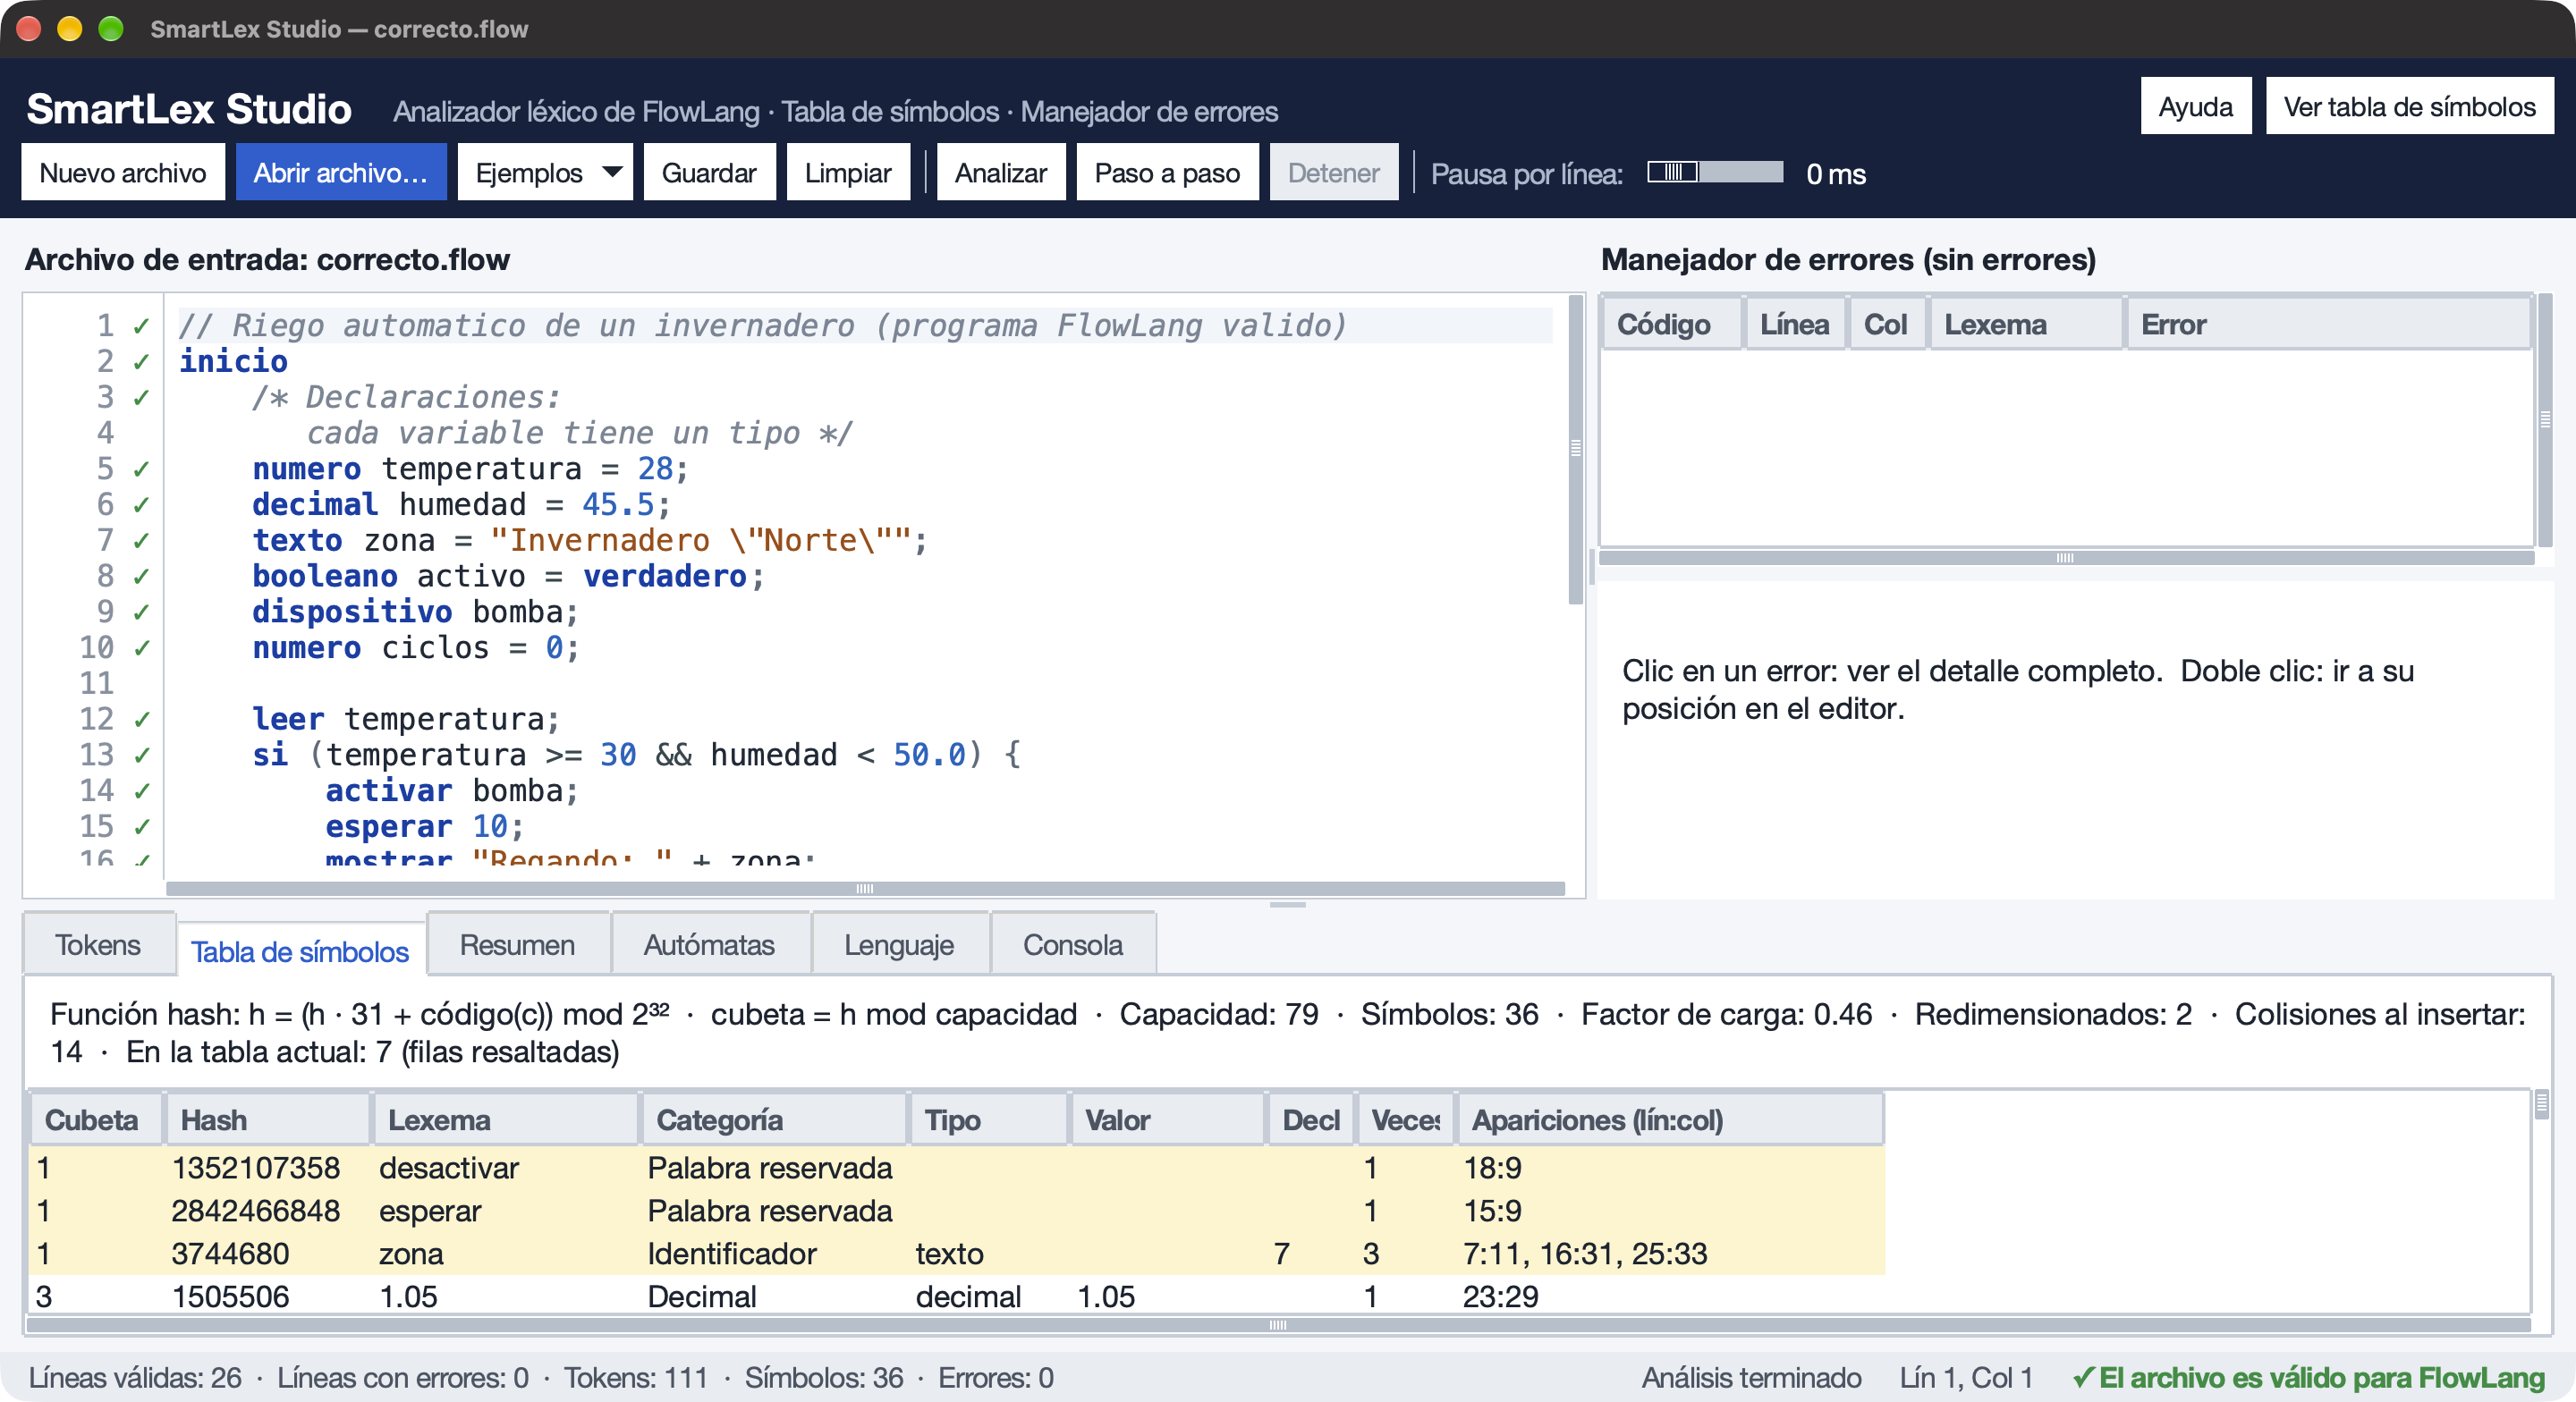 SmartLex Studio — correcto.flow
SmartLex Studio Analizador léxico de FlowLang · Tabla de símbolos · Manejador de errores Ayuda Ver tabla de símbolos
Nuevo archivo Abrir archivo... Ejemplos Guardar Limpiar Analizar Paso a paso Detener Pausa por línea: 0 ms
Archivo de entrada: correcto.flow
1 ✓ // Riego automatico de un invernadero (programa FlowLang valido)
2 ✓ inicio
3 ✓ /* Declaraciones:
4 cada variable tiene un tipo */
5 ✓ numero temperatura = 28;
6 ✓ decimal humedad = 45.5;
7 ✓ texto zona = "Invernadero \"Norte\"";
8 ✓ booleano activo = verdadero;
9 ✓ dispositivo bomba;
10 ✓ numero ciclos = 0;
11
12 ✓ leer temperatura;
13 ✓ si (temperatura >= 30 && humedad < 50.0) {
14 ✓ activar bomba;
15 ✓ esperar 10;
16 ✓ mostrar "Regando: " + zona;
Manejador de errores (sin errores)
Código Línea Col Lexema Error
Clic en un error: ver el detalle completo. Doble clic: ir a su
posición en el editor.
Tokens Tabla de símbolos Resumen Autómatas Lenguaje Consola
Función hash: h = (h · 31 + código(c)) mod 2³² · cubeta = h mod capacidad · Capacidad: 79 · Símbolos: 36 · Factor de carga: 0.46 · Redimensionados: 2 · Colisiones al insertar:
14 · En la tabla actual: 7 (filas resaltadas)
Cubeta Hash Lexema Categoría Tipo Valor Decl Veces Apariciones (lín:col)
1 1352107358 desactivar Palabra reservada 1 18:9
1 2842466848 esperar Palabra reservada 1 15:9
1 3744680 zona Identificador texto 7 3 7:11, 16:31, 25:33
3 1505506 1.05 Decimal decimal 1.05 1 23:29
Líneas válidas: 26 · Líneas con errores: 0 · Tokens: 111 · Símbolos: 36 · Errores: 0 Análisis terminado Lín 1, Col 1 ✓ El archivo es válido para FlowLang